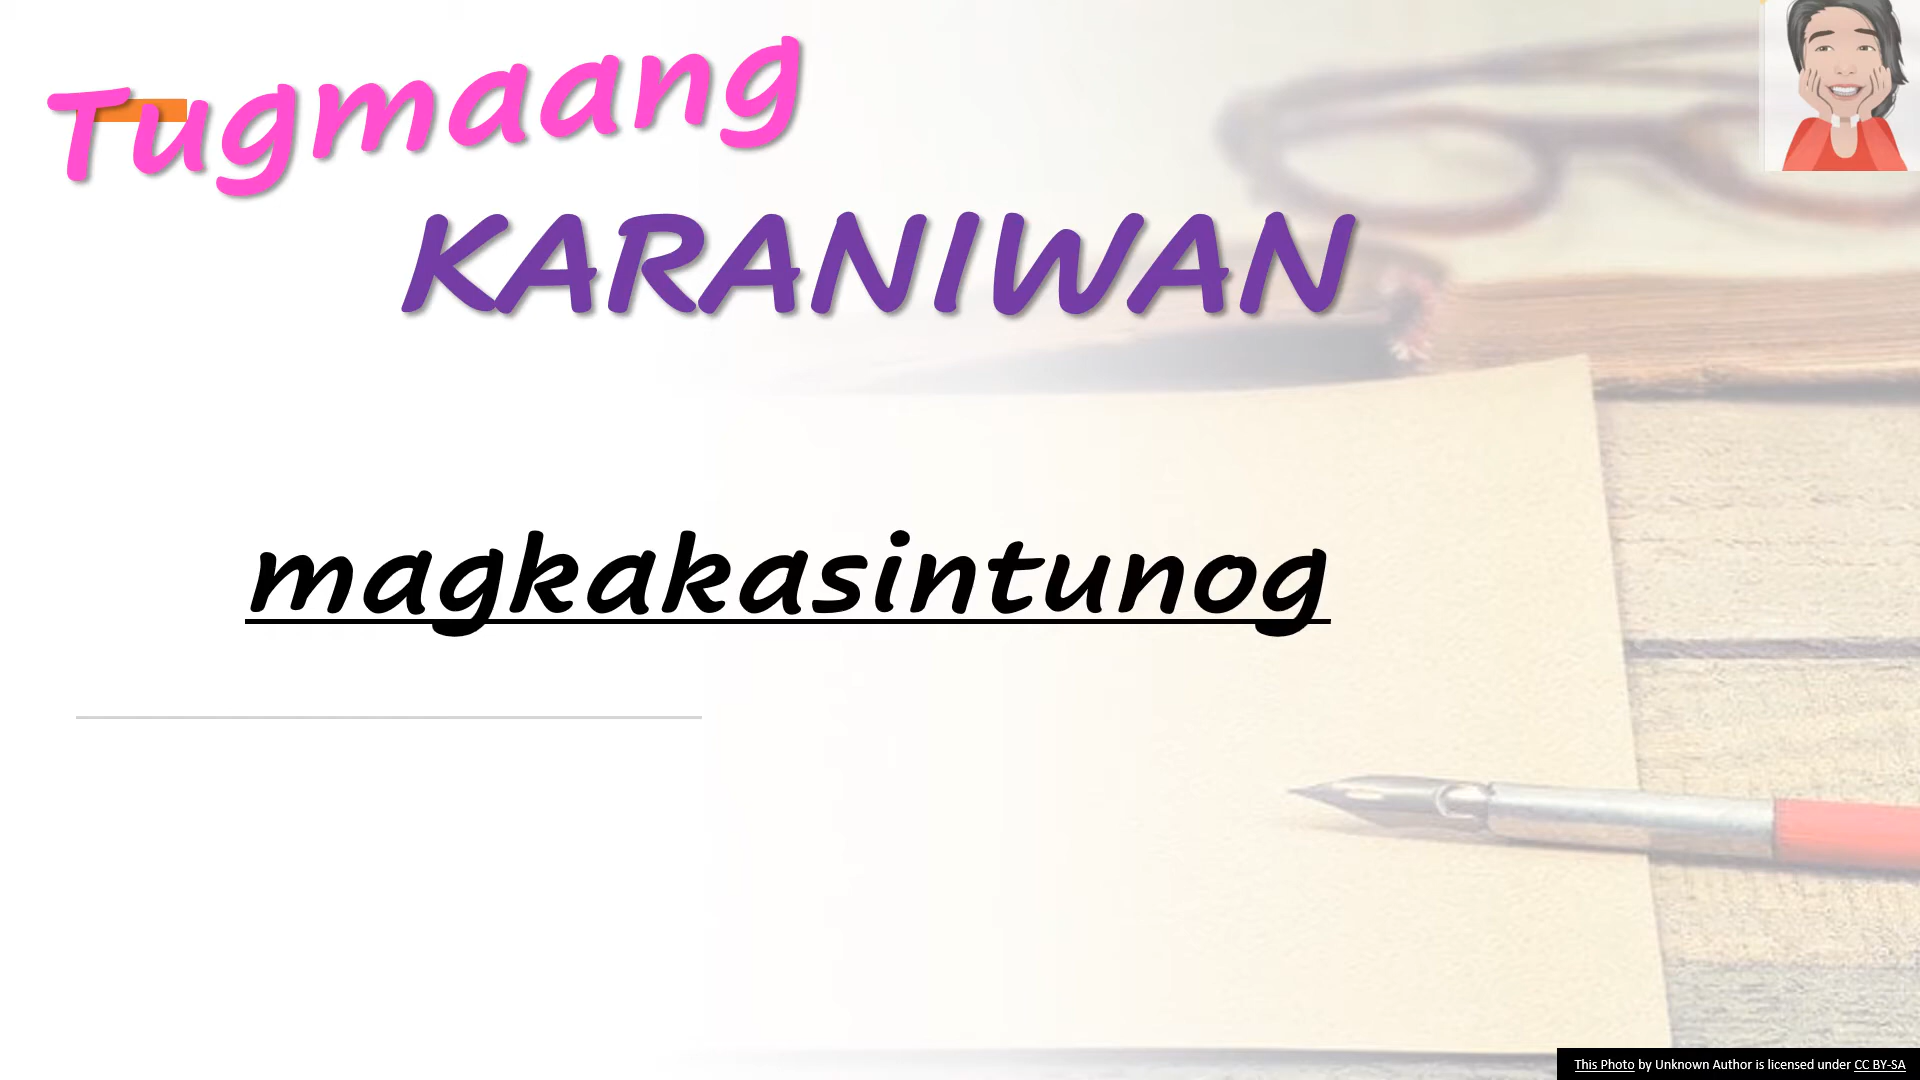 Tugmaang
KARANIWAN
magkakasintunog
This Photo by Unknown Author is licensed under CC BY-SA